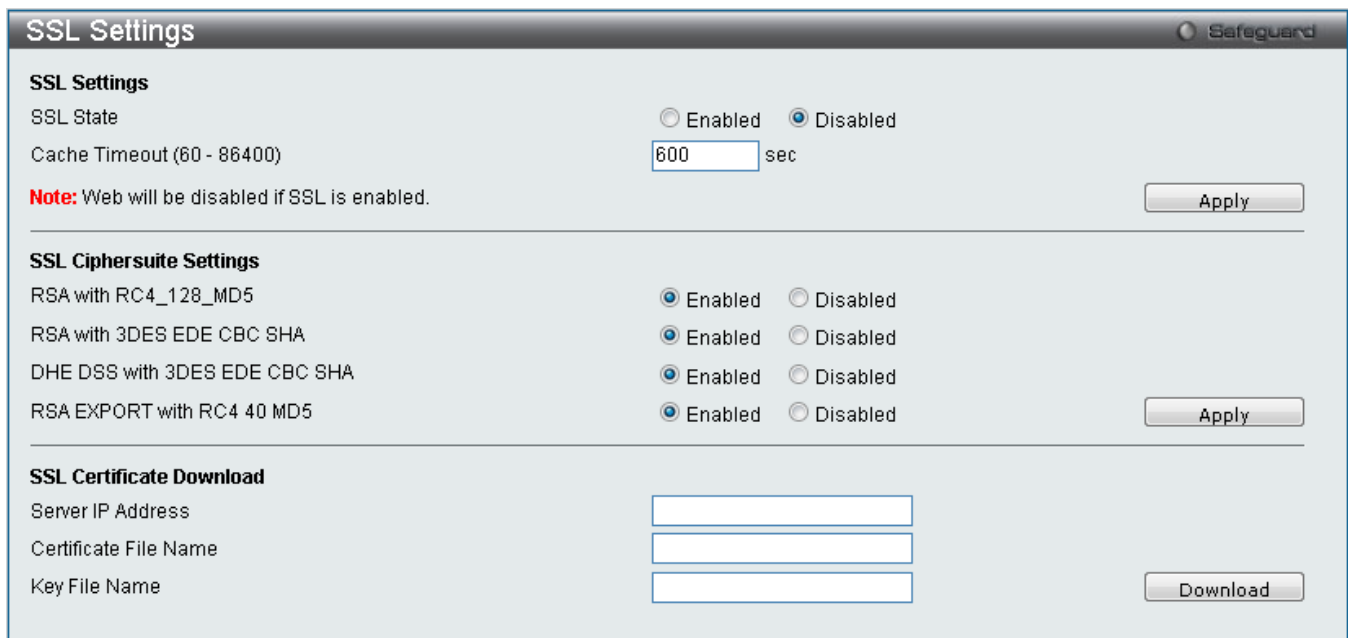 SSL Settings
Safeguard
SSL Settings
SSL State Enabled Disabled
Cache Timeout (60 - 86400) 600 sec
Note: Web will be disabled if SSL is enabled. Apply
SSL Ciphersuite Settings
RSA with RC4_128_MD5 Enabled Disabled
RSA with 3DES EDE CBC SHA Enabled Disabled
DHE DSS with 3DES EDE CBC SHA Enabled Disabled
RSA EXPORT with RC4 40 MD5 Enabled Disabled Apply
SSL Certificate Download
Server IP Address
Certificate File Name
Key File Name Download